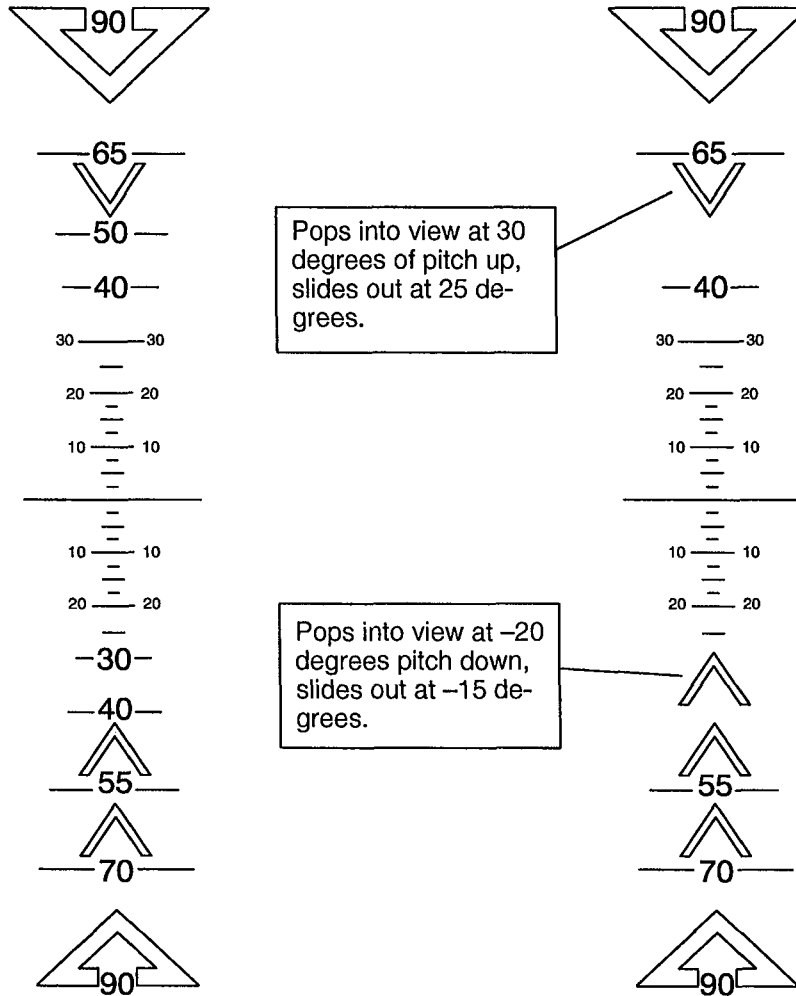 90 90
65 65
50
40 40
30 30 30 30
20 20 20 20
10 10 10 10
10 10 10 10
20 20 20 20
30
40
55 55
70 70
90 90
Pops into view at 30
degrees of pitch up,
slides out at 25 de-
grees.
Pops into view at –20
degrees pitch down,
slides out at –15 de-
grees.